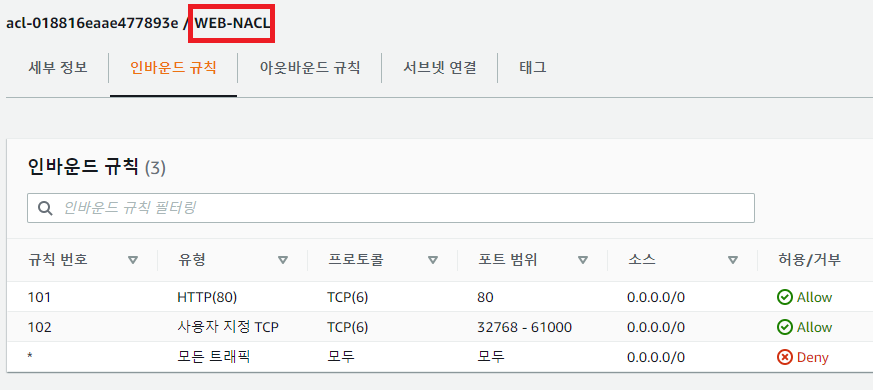 acl-018816eaae477893e / WEB-NACL
세부 정보 인바운드 규칙 아웃바운드 규칙 서브넷 연결 태그
인바운드 규칙 (3)
인바운드 규칙 필터링
규칙 번호 유형 프로토콜 포트 범위 소스 허용/거부
101 HTTP(80) TCP(6) 80 0.0.0.0/0 Allow
102 사용자 지정 TCP TCP(6) 32768 - 61000 0.0.0.0/0 Allow
* 모든 트래픽 모두 모두 0.0.0.0/0 Deny